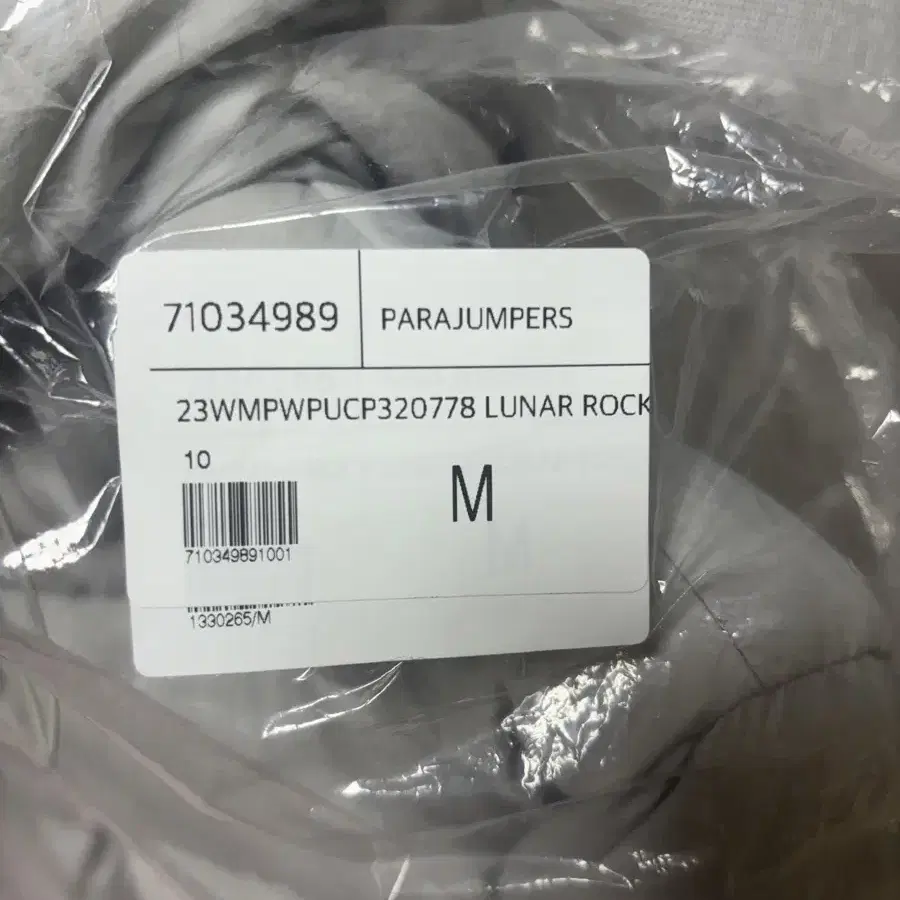 71034989 PARAJUMPERS
23WMPWPUCP320778 LUNAR ROCK
10
M
710349891001
1330265/M